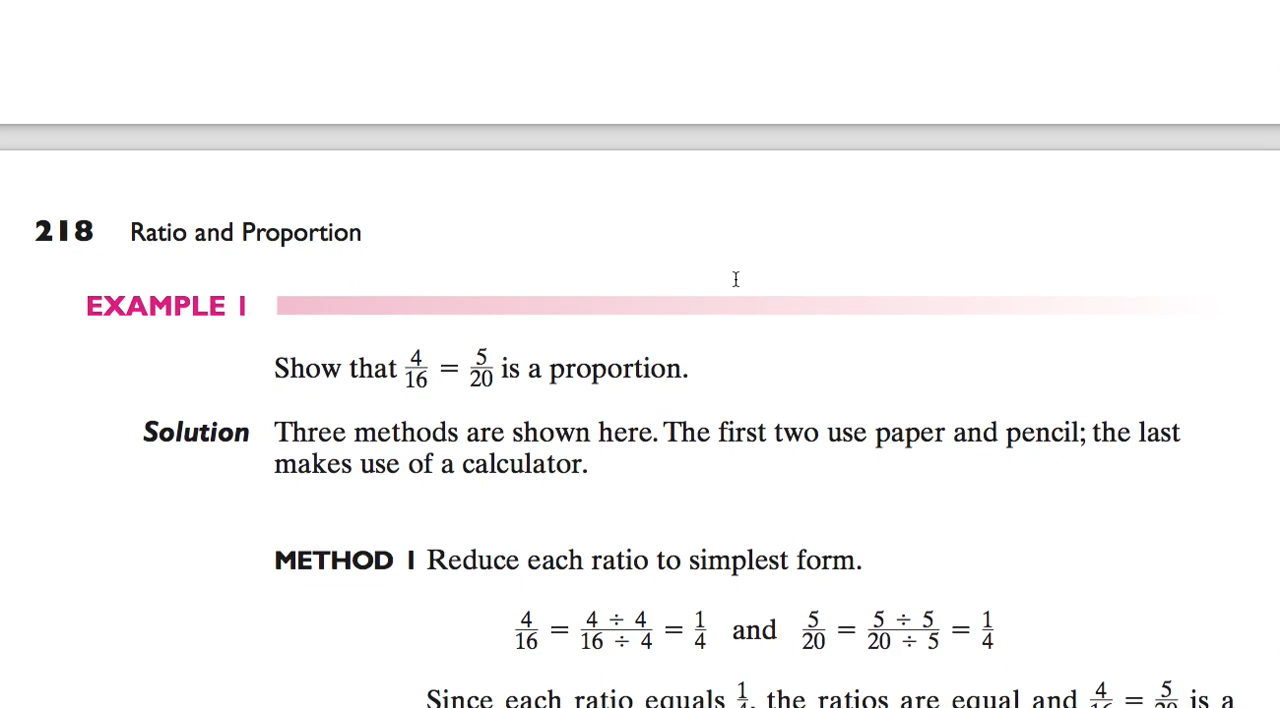 218 Ratio and Proportion
EXAMPLE 1
Show that 4/16 = 5/20 is a proportion.
Solution Three methods are shown here. The first two use paper and pencil; the last
makes use of a calculator.
METHOD 1 Reduce each ratio to simplest form.
4/16 = 4 ÷ 4/16 ÷ 4 = 1/4 and 5/20 = 5 ÷ 5/20 ÷ 5 = 1/4
Since each ratio equals 1/4, the ratios are equal and 4/16 = 5/20 is a